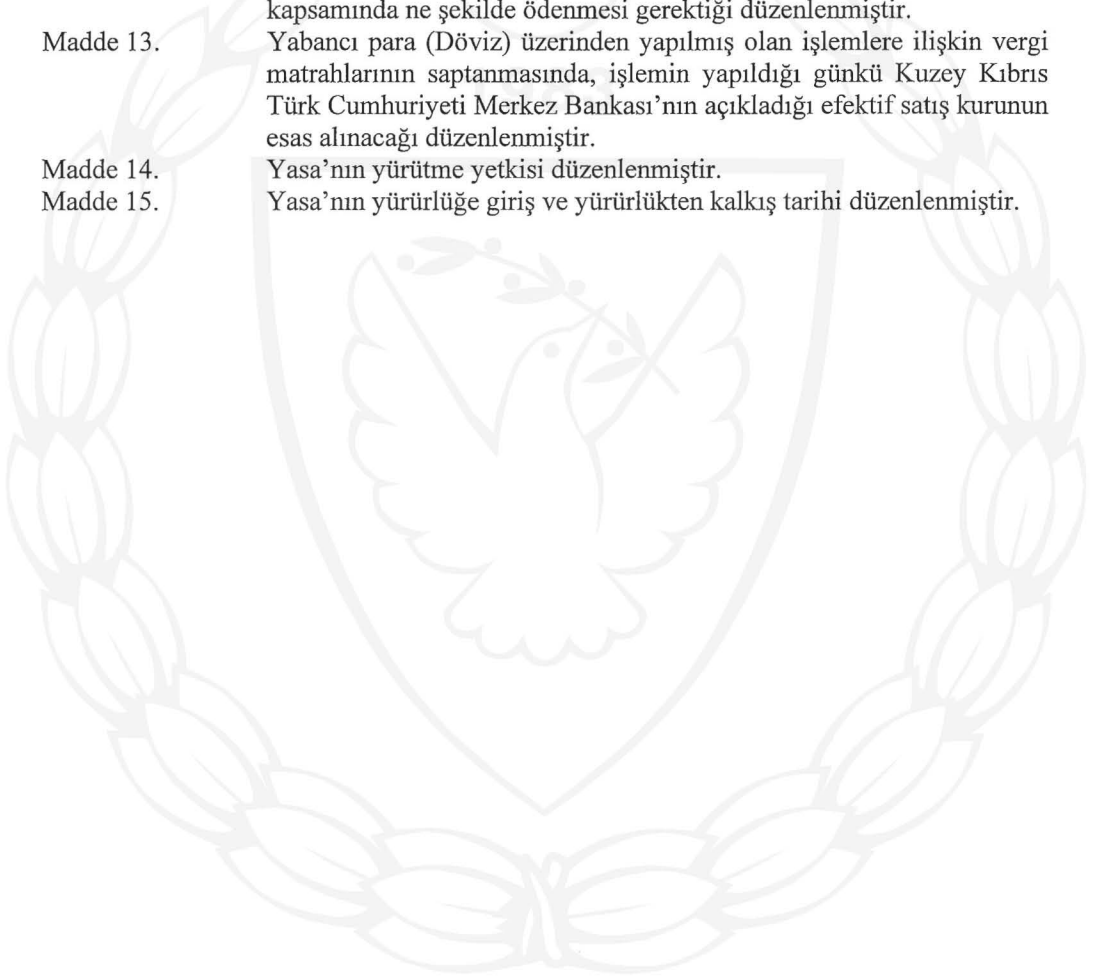 kapsamında ne şekilde ödenmesi gerektiği düzenlenmiştir.
Madde 13. Yabancı para (Döviz) üzerinden yapılmış olan işlemlere ilişkin vergi
matrahlarının saptanmasında, işlemin yapıldığı günkü Kuzey Kıbrıs
Türk Cumhuriyeti Merkez Bankası’nın açıkladığı efektif satış kurunun
esas alınacağı düzenlenmiştir.
Madde 14. Yasa’nın yürütme yetkisi düzenlenmiştir.
Madde 15. Yasa’nın yürürlüğe giriş ve yürürlükten kalkış tarihi düzenlenmiştir.